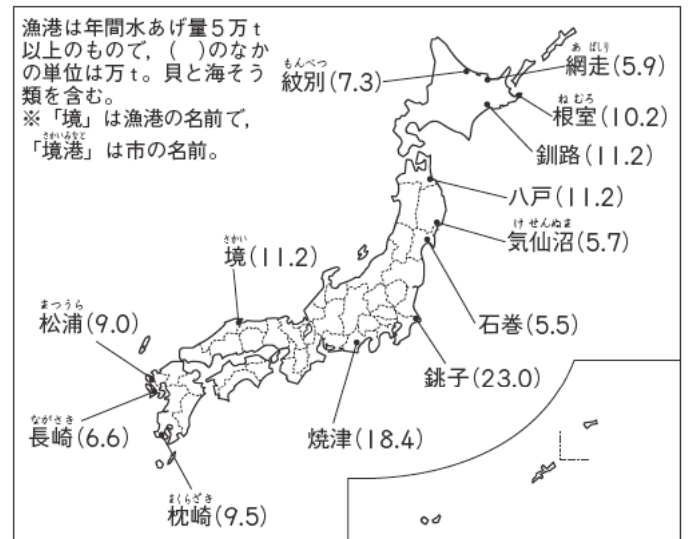 漁港は年間水あげ量5万t
以上のもので，（　）のなか
の単位は万t。貝と海そう
類を含む。
※「境」は漁港の名前で，
さかいみなと
「境港」は市の名前。
もんべつ
紋別(7.3)
あばしり
網走(5.9)
ねむろ
根室(10.2)
釧路(11.2)
八戸(11.2)
けせんぬま
気仙沼(5.7)
さかい
境(11.2)
まつうら
松浦(9.0)
石巻(5.5)
銚子(23.0)
ながさき
長崎(6.6)
焼津(18.4)
まくらざき
枕崎(9.5)